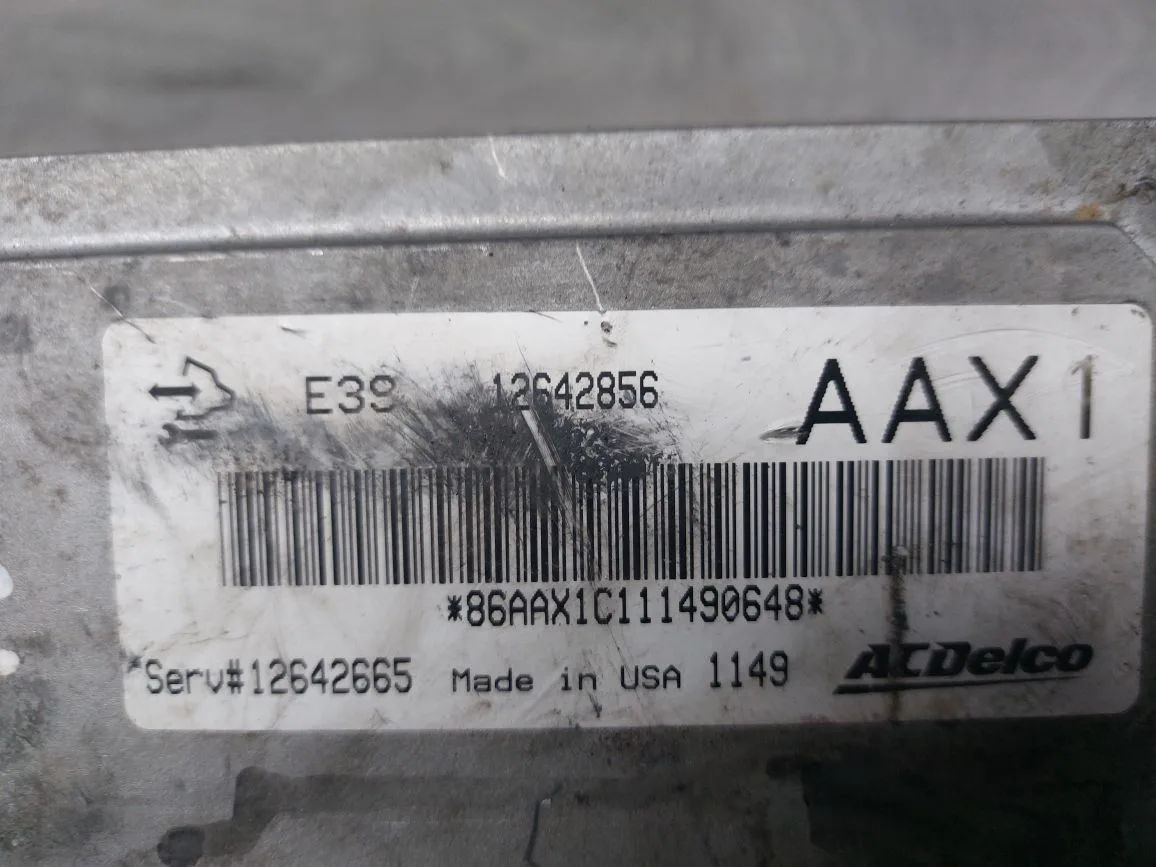 E39 12642856 AAX1
*86AAX1C111490648*
*Serv#12642665 Made in USA 1149 ACDelco